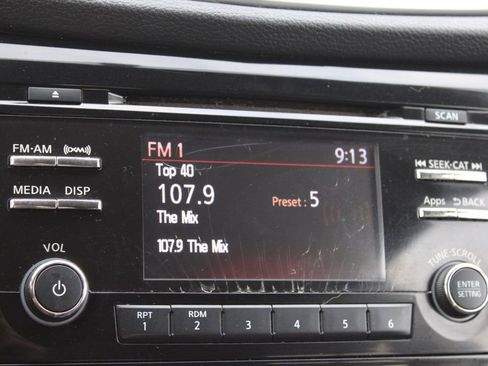 SCAN
FM•AM XM
MEDIA DISP
VOL
FM 1 9:13
Top 40
107.9 Preset : 5
The Mix
107.9 The Mix
SEEK•CAT
Apps BACK
TUNE•SCROLL
ENTER
SETTING
RPT RDM
1 2 3 4 5 6